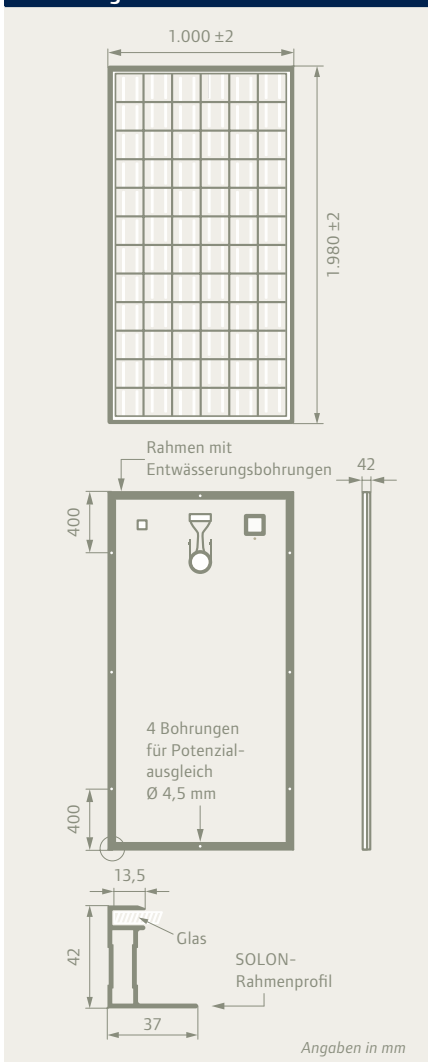 1.000 ±2
1.980 ±2
Rahmen mit
Entwässerungsbohrungen
42
400
4 Bohrungen
für Potenzial-
ausgleich
Ø 4,5 mm
400
13,5
Glas
42
SOLON-
Rahmenprofil
37
Angaben in mm